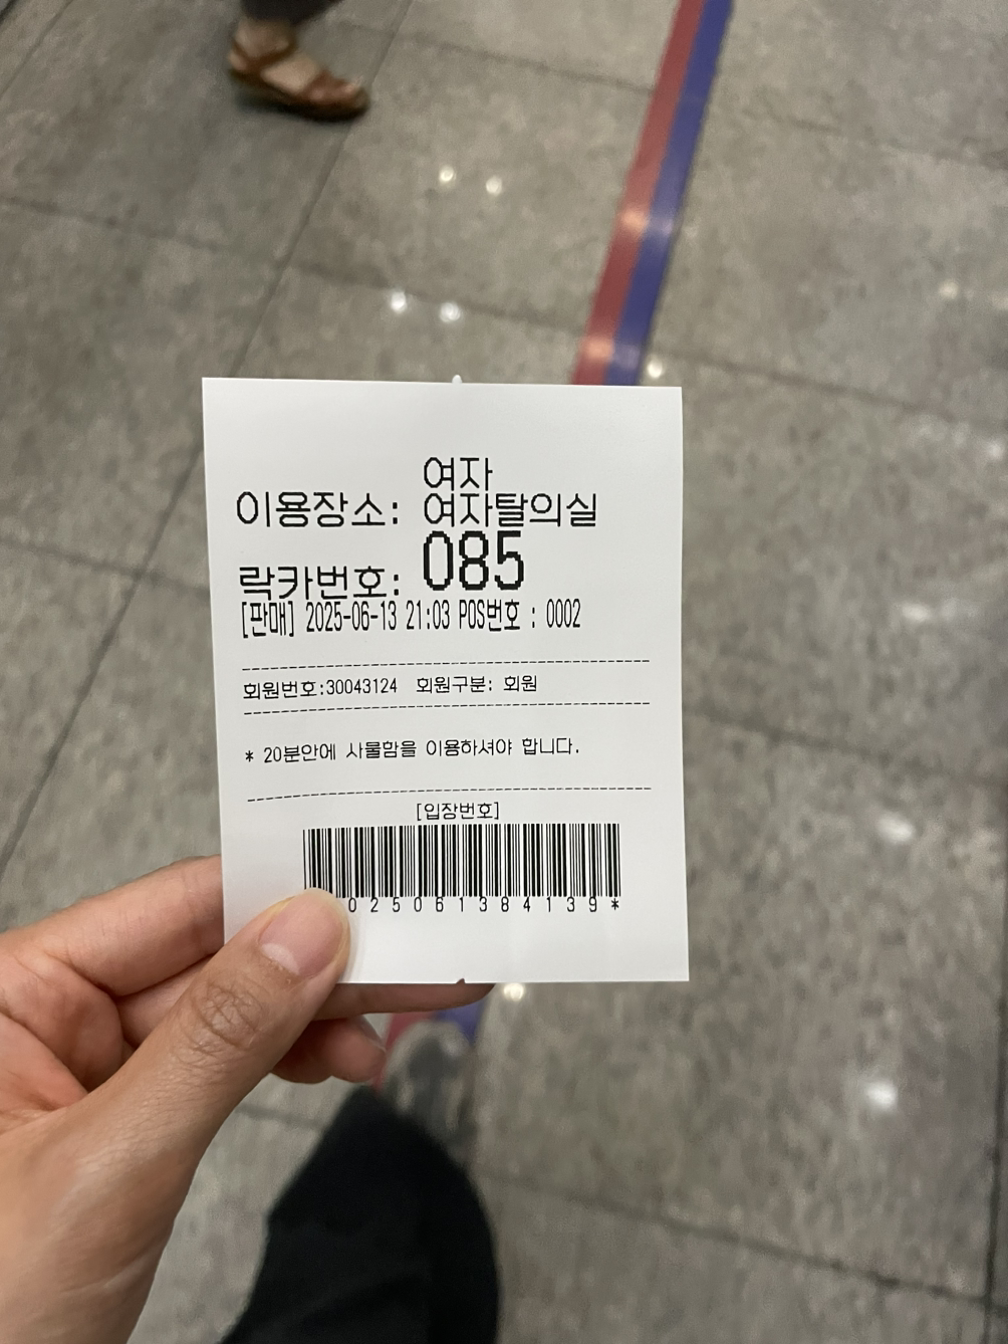 여자
이용장소: 여자탈의실
락카번호: 085
[판매] 2025-06-13 21:03 POS번호 : 0002
회원번호:30043124 회원구분: 회원
* 20분안에 사물함을 이용하셔야 합니다.
[입장번호]
025061384139*